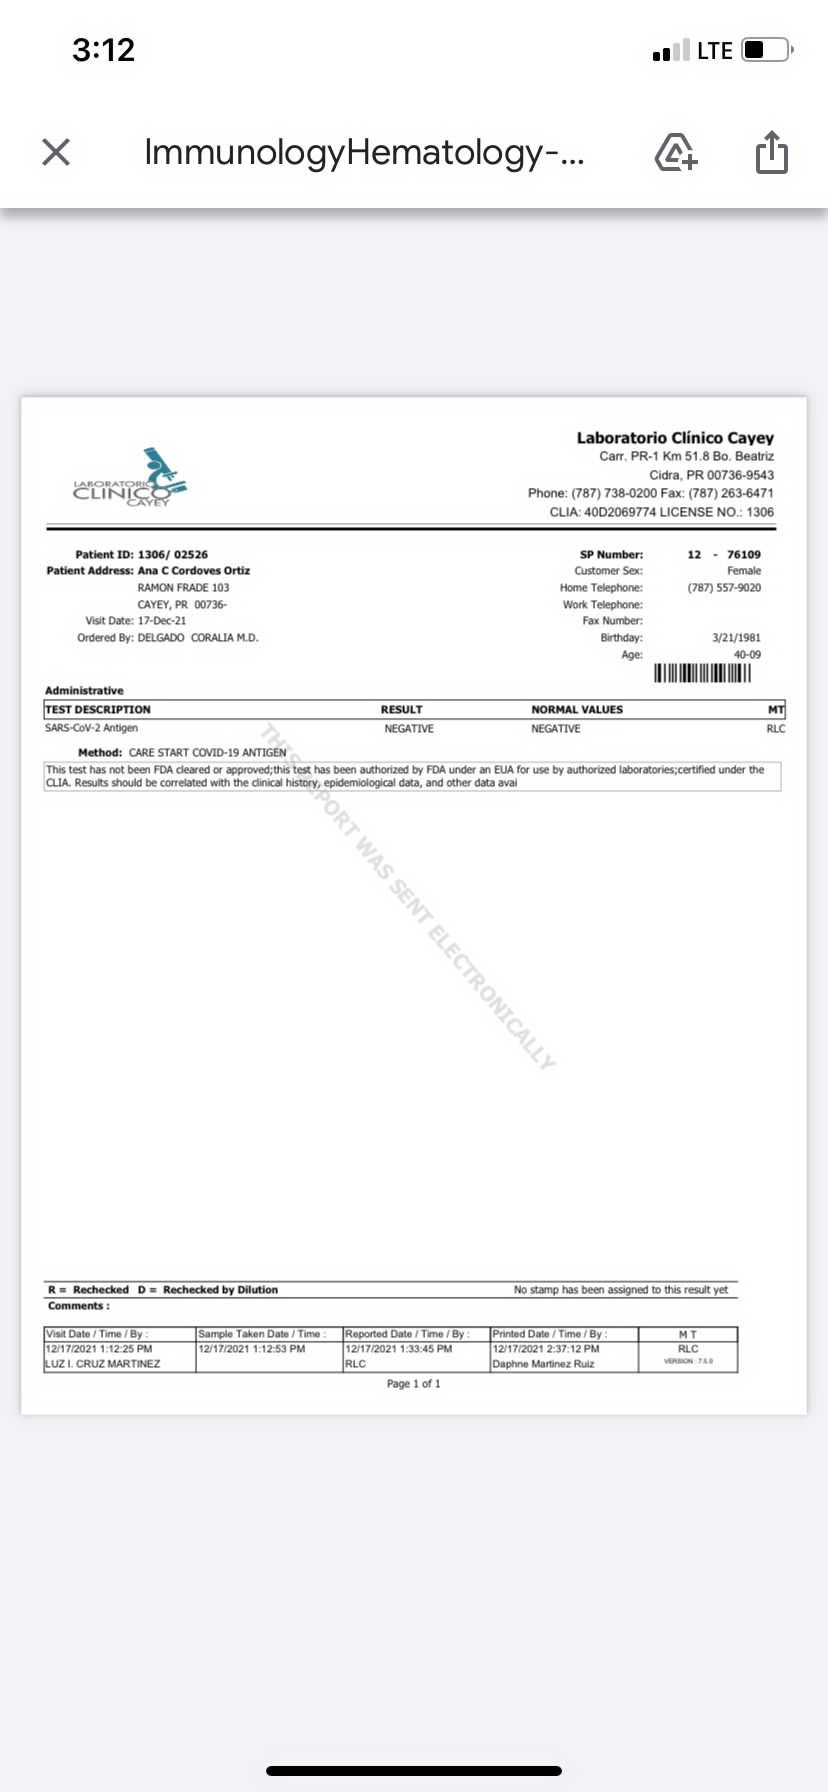 3:12
LTE
ImmunologyHematology-...
LABORATORIO
CLINICO
CAYEY
Laboratorio Clínico Cayey
Carr. PR-1 Km 51.8 Bo. Beatriz
Cidra, PR 00736-9543
Phone: (787) 738-0200 Fax: (787) 263-6471
CLIA: 40D2069774 LICENSE NO.: 1306
Patient ID: 1306/ 02526
Patient Address: Ana C Cordoves Ortiz
RAMON FRADE 103
CAYEY, PR 00736-
Visit Date: 17-Dec-21
Ordered By: DELGADO CORALIA M.D.
SP Number: 12 - 76109
Customer Sex: Female
Home Telephone: (787) 557-9020
Work Telephone:
Fax Number:
Birthday: 3/21/1981
Age: 40-09
Administrative
TEST DESCRIPTION RESULT NORMAL VALUES MT
SARS-CoV-2 Antigen NEGATIVE NEGATIVE RLC
Method: CARE START COVID-19 ANTIGEN
This test has not been FDA cleared or approved;this test has been authorized by FDA under an EUA for use by authorized laboratories;certified under the
CLIA. Results should be correlated with the clinical history, epidemiological data, and other data avai
THIS REPORT WAS SENT ELECTRONICALLY
R = Rechecked D = Rechecked by Dilution No stamp has been assigned to this result yet
Comments :
Visit Date / Time / By : Sample Taken Date / Time : Reported Date / Time / By : Printed Date / Time / By : M T
12/17/2021 1:12:25 PM 12/17/2021 1:12:53 PM 12/17/2021 1:33:45 PM 12/17/2021 2:37:12 PM RLC
LUZ I. CRUZ MARTINEZ RLC Daphne Martinez Ruiz VERSION : 7.5.0
Page 1 of 1